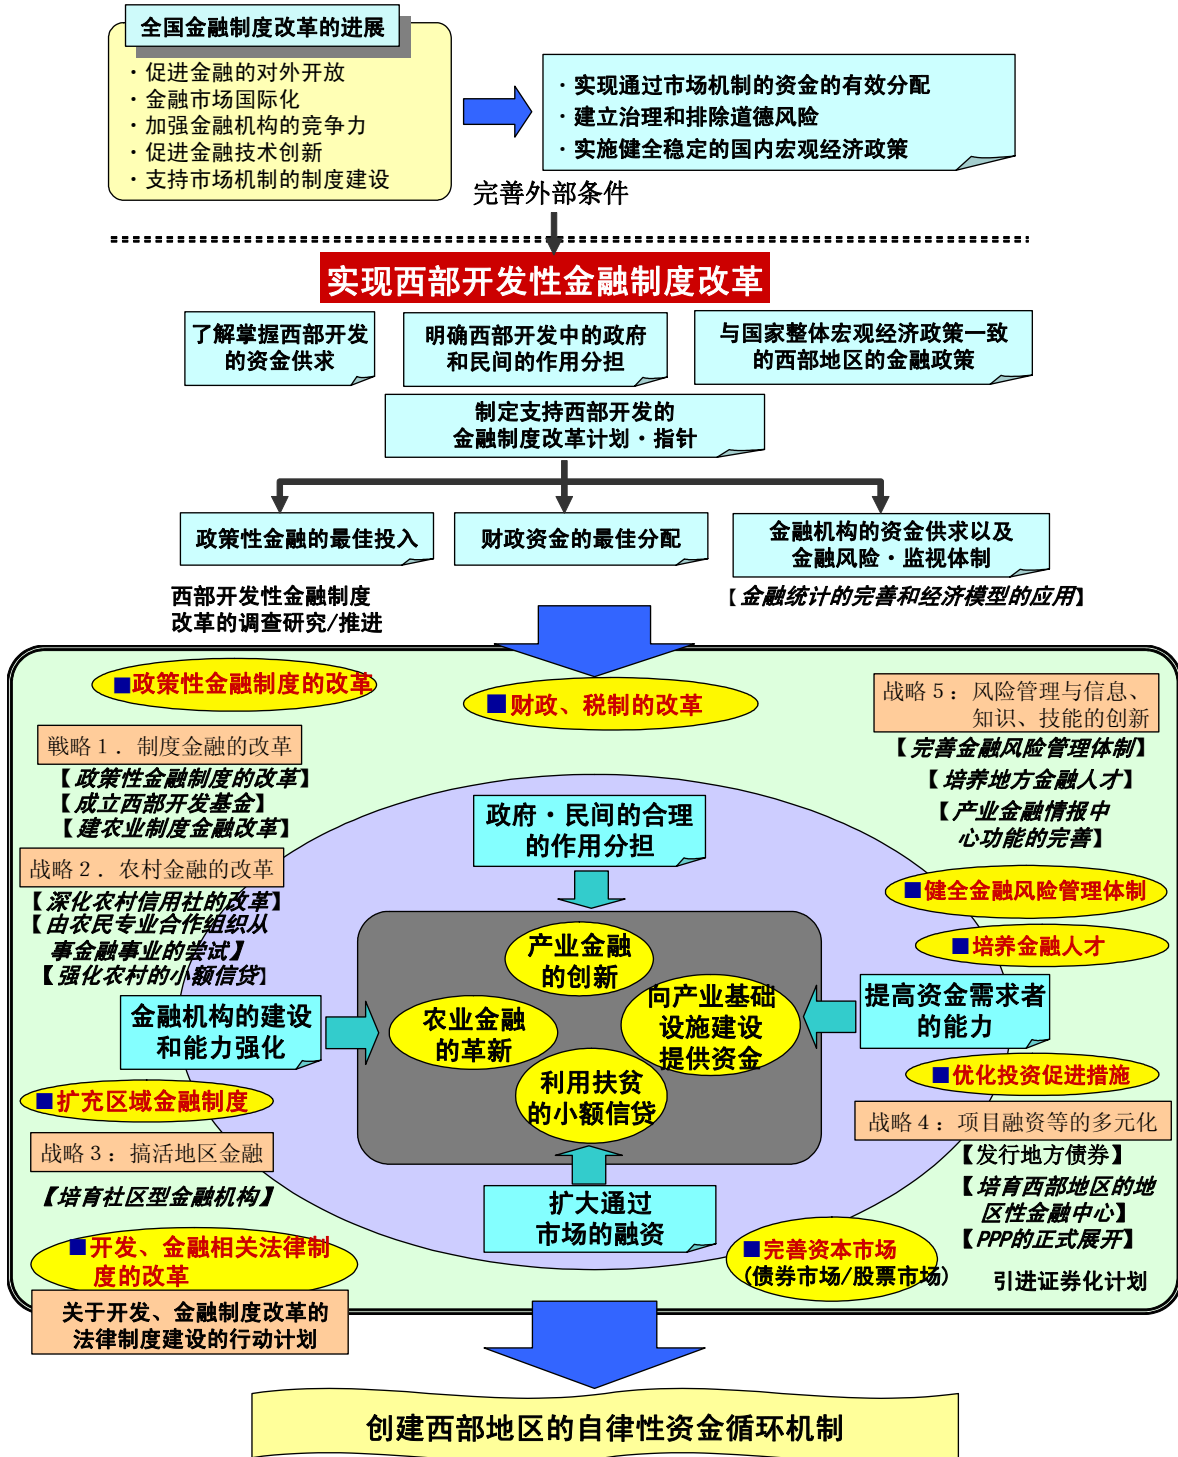 全国金融制度改革的进展
・促进金融的对外开放
・金融市场国际化
・加强金融机构的竞争力
・促进金融技术创新
・支持市场机制的制度建设
・实现通过市场机制的资金的有效分配
・建立治理和排除道德风险
・实施健全稳定的国内宏观经济政策
完善外部条件
实现西部开发性金融制度改革
了解掌握西部开发
的资金供求
明确西部开发中的政府
和民间的作用分担
与国家整体宏观经济政策一致
的西部地区的金融政策
制定支持西部开发的
金融制度改革计划・指针
政策性金融的最佳投入
财政资金的最佳分配
金融机构的资金供求以及
金融风险・监视体制
西部开发性金融制度
改革的调查研究/推进
【金融统计的完善和经济模型的应用】
■政策性金融制度的改革
■财政、税制的改革
战略5：风险管理与信息、
知识、技能的创新
【完善金融风险管理体制】
【培养地方金融人才】
【产业金融情报中
心功能的完善】
戦略1．制度金融的改革
【政策性金融制度的改革】
【成立西部开发基金】
【建农业制度金融改革】
战略2．农村金融的改革
【深化农村信用社的改革】
【由农民专业合作组织从
事金融事业的尝试】
【强化农村的小额信贷】
政府・民间的合理
的作用分担
■健全金融风险管理体制
■培养金融人才
产业金融
的创新
农业金融
的革新
向产业基础
设施建设
提供资金
利用扶贫
的小额信贷
金融机构的建设
和能力强化
提高资金需求者
的能力
■扩充区域金融制度
■优化投资促进措施
战略3：搞活地区金融
【培育社区型金融机构】
战略4：项目融资等的多元化
【发行地方债券】
【培育西部地区的地
区性金融中心】
【PPP的正式展开】
扩大通过
市场的融资
■完善资本市场
(债券市场/股票市场)
引进证券化计划
■开发、金融相关法律制
度的改革
关于开发、金融制度改革的
法律制度建设的行动计划
创建西部地区的自律性资金循环机制